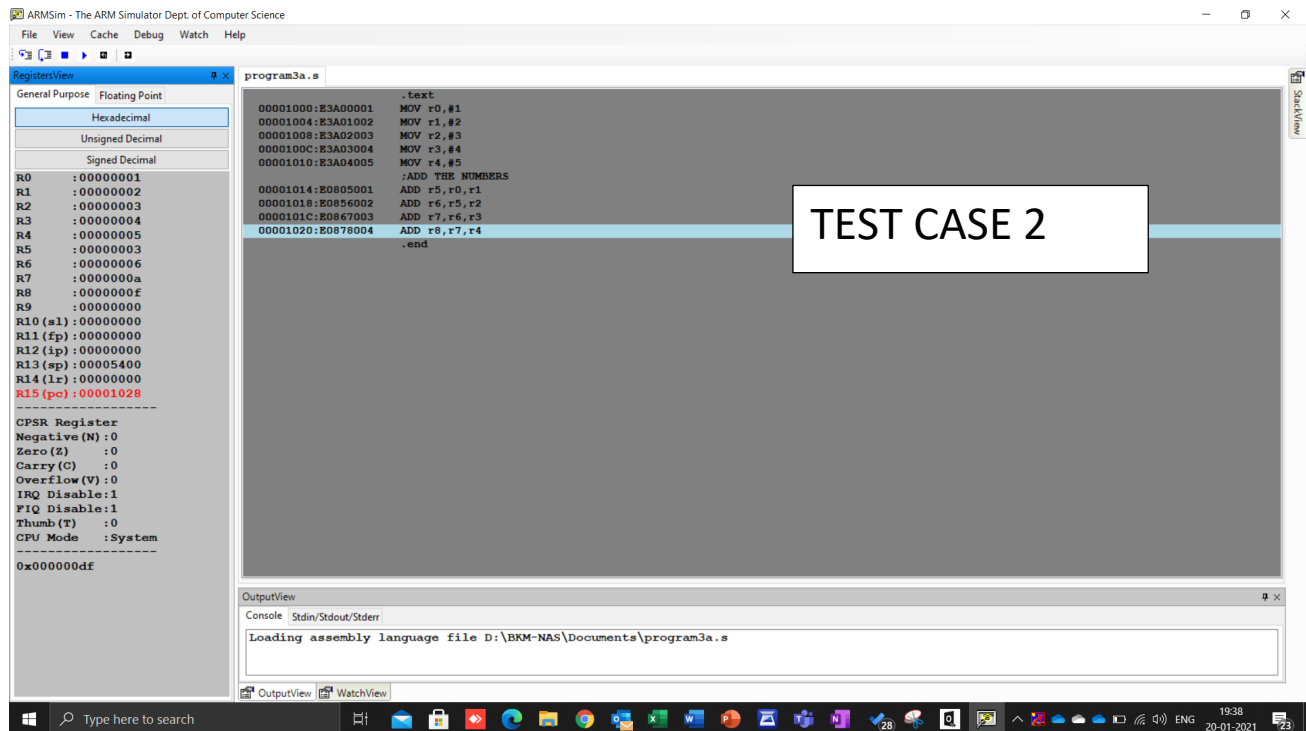 ARMSim - The ARM Simulator Dept. of Computer Science
File View Cache Debug Watch Help
RegistersView
General Purpose Floating Point
Hexadecimal
Unsigned Decimal
Signed Decimal
R0 :00000001
R1 :00000002
R2 :00000003
R3 :00000004
R4 :00000005
R5 :00000003
R6 :00000006
R7 :0000000a
R8 :0000000f
R9 :00000000
R10(sl):00000000
R11(fp):00000000
R12(ip):00000000
R13(sp):00005400
R14(lr):00000000
R15(pc):00001028
------------------
CPSR Register
Negative(N):0
Zero(Z) :0
Carry(C) :0
Overflow(V):0
IRQ Disable:1
FIQ Disable:1
Thumb(T) :0
CPU Mode :System
------------------
0x000000df
program3a.s
.text
00001000:E3A00001 MOV r0,#1
00001004:E3A01002 MOV r1,#2
00001008:E3A02003 MOV r2,#3
0000100C:E3A03004 MOV r3,#4
00001010:E3A04005 MOV r4,#5
;ADD THE NUMBERS
00001014:E0805001 ADD r5,r0,r1
00001018:E0856002 ADD r6,r5,r2
0000101C:E0867003 ADD r7,r6,r3
00001020:E0878004 ADD r8,r7,r4
.end
TEST CASE 2
StackView
OutputView
Console Stdin/Stdout/Stderr
Loading assembly language file D:\BKM-NAS\Documents\program3a.s
OutputView WatchView
Type here to search
28
ENG
19:38
20-01-2021
23